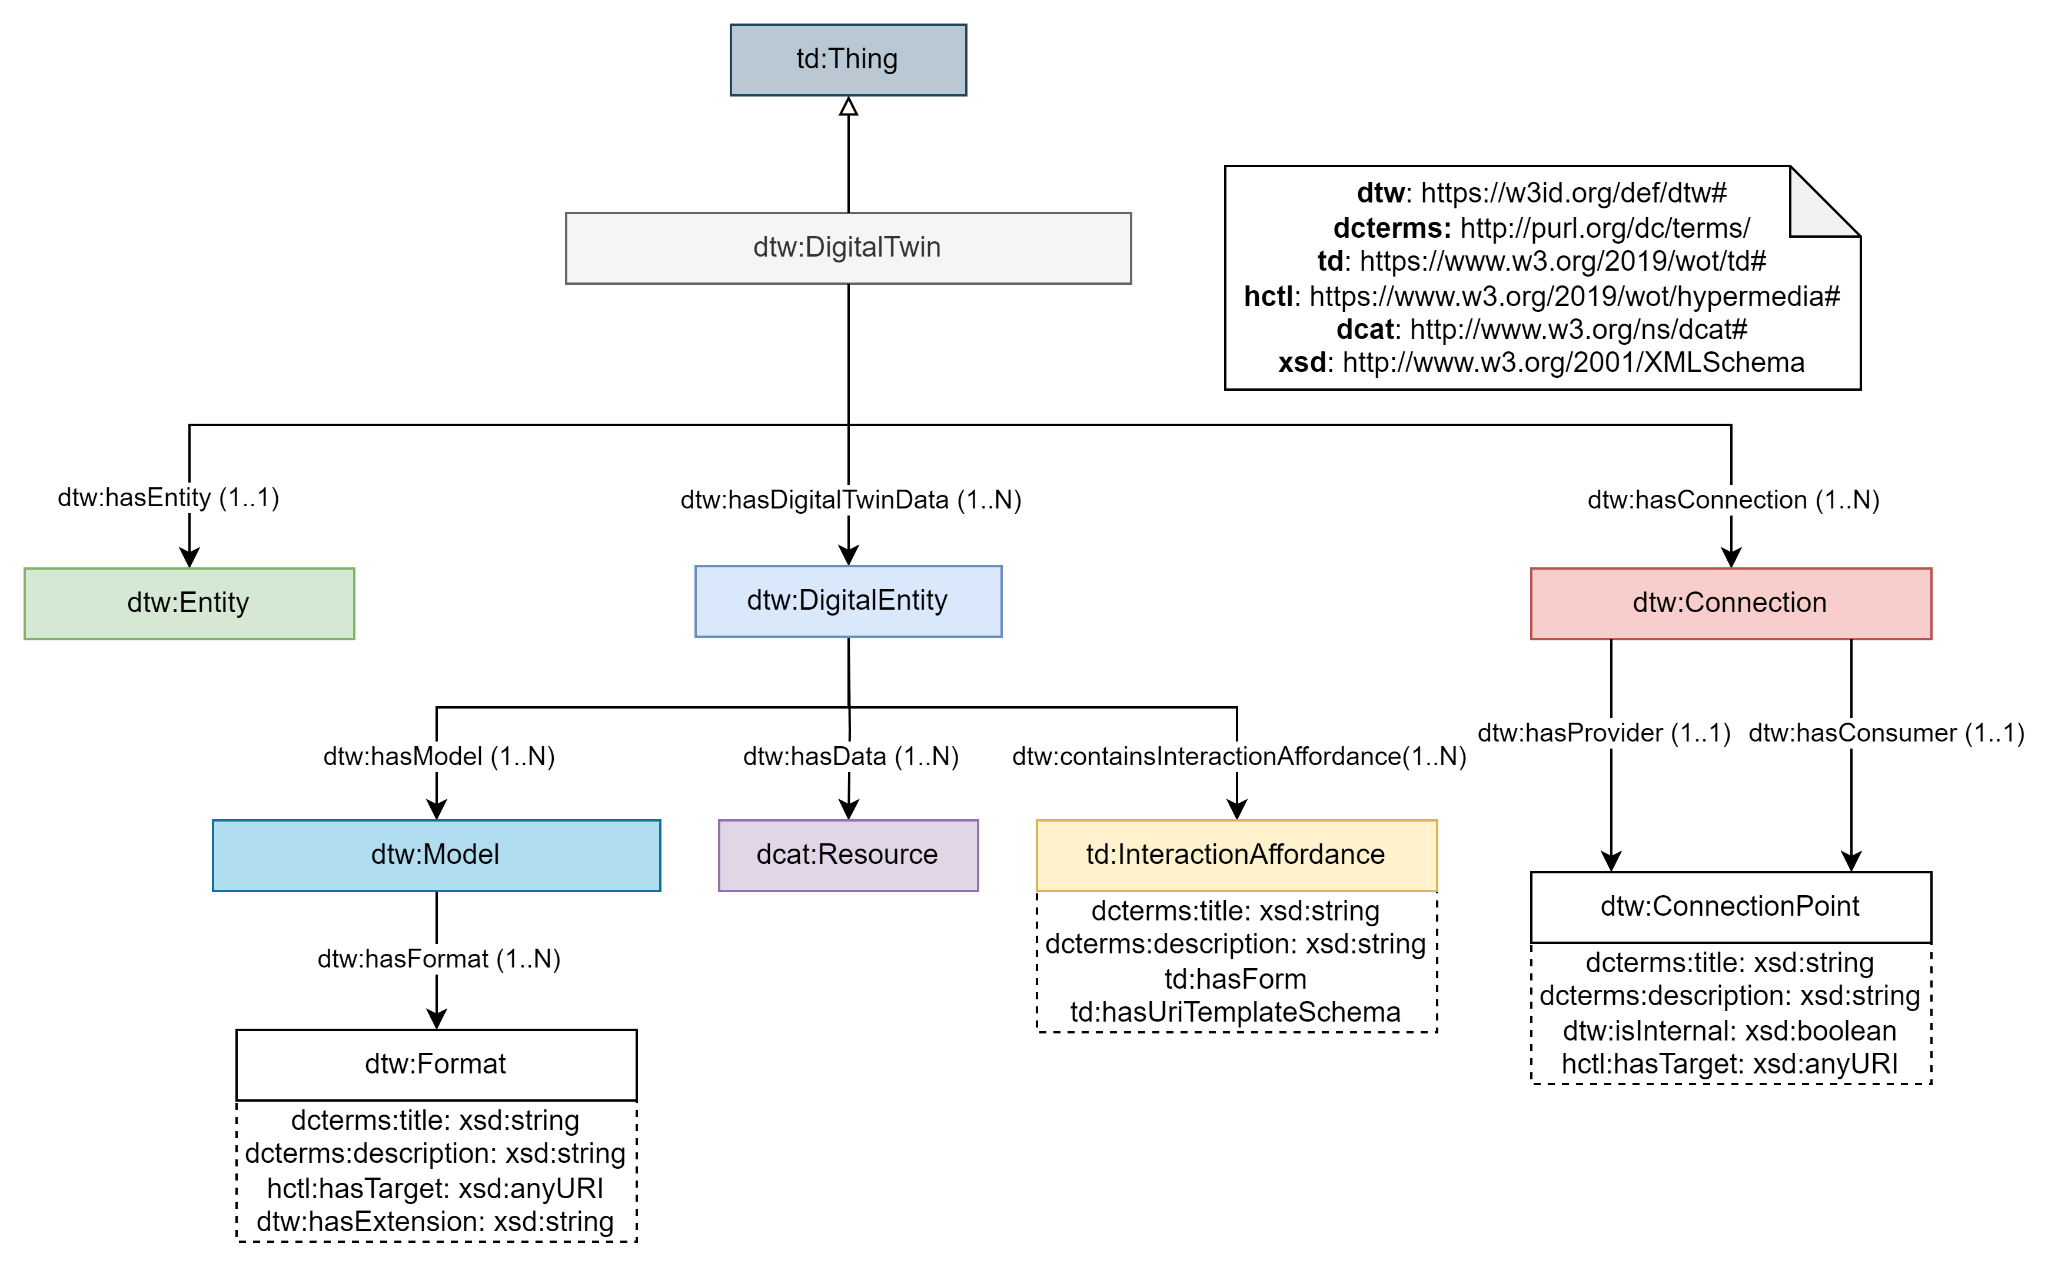 td:Thing
dtw:DigitalTwin
dtw: https://w3id.org/def/dtw#
dcterms: http://purl.org/dc/terms/
td: https://www.w3.org/2019/wot/td#
hctl: https://www.w3.org/2019/wot/hypermedia#
dcat: http://www.w3.org/ns/dcat#
xsd: http://www.w3.org/2001/XMLSchema
dtw:hasEntity (1..1)
dtw:hasDigitalTwinData (1..N)
dtw:hasConnection (1..N)
dtw:Entity
dtw:DigitalEntity
dtw:Connection
dtw:hasProvider (1..1)
dtw:hasConsumer (1..1)
dtw:hasModel (1..N)
dtw:hasData (1..N)
dtw:containsInteractionAffordance(1..N)
dtw:Model
dcat:Resource
td:InteractionAffordance
dcterms:title: xsd:string
dcterms:description: xsd:string
td:hasForm
td:hasUriTemplateSchema
dtw:ConnectionPoint
dcterms:title: xsd:string
dcterms:description: xsd:string
dtw:isInternal: xsd:boolean
hctl:hasTarget: xsd:anyURI
dtw:hasFormat (1..N)
dtw:Format
dcterms:title: xsd:string
dcterms:description: xsd:string
hctl:hasTarget: xsd:anyURI
dtw:hasExtension: xsd:string